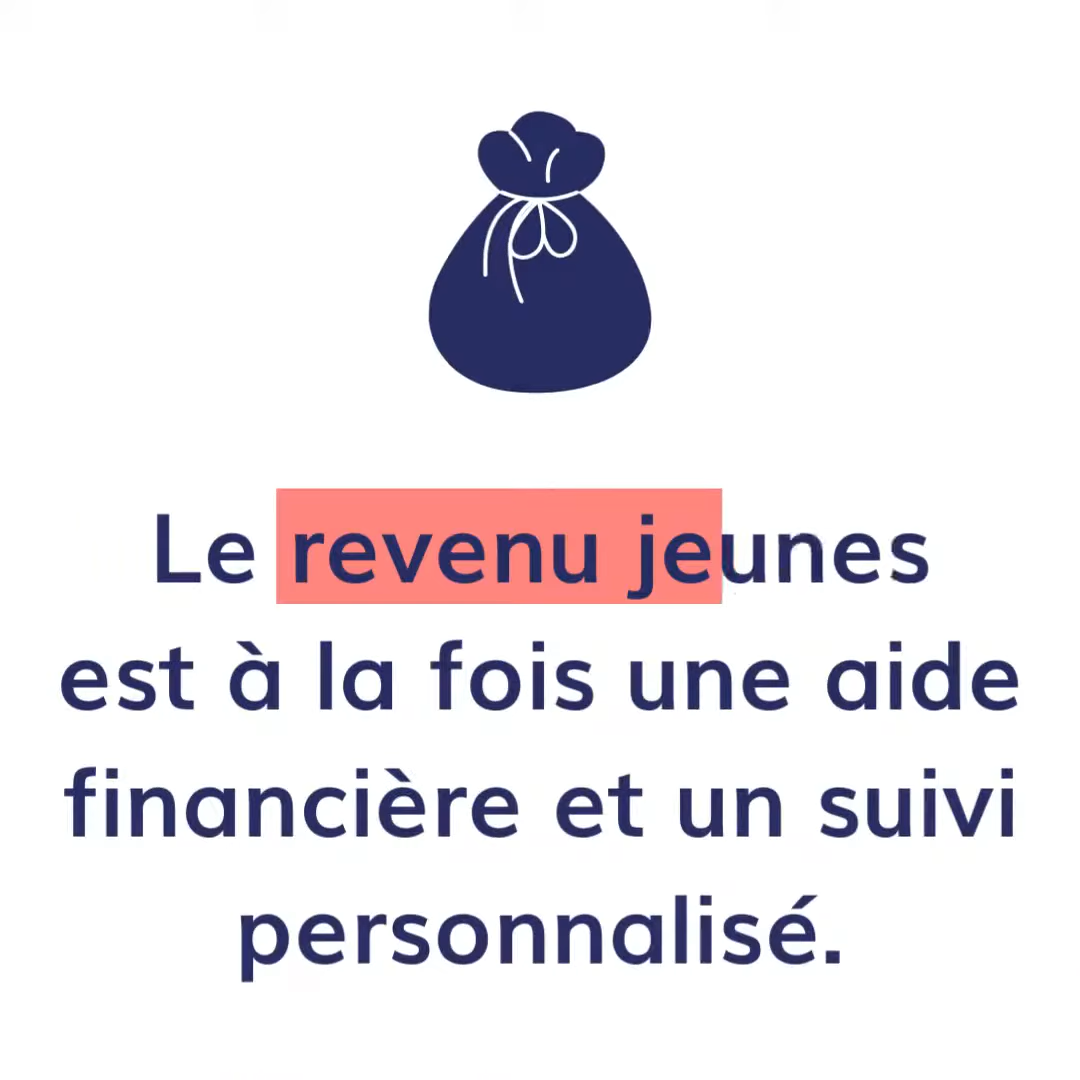 Le revenu jeunes
est à la fois une aide
financière et un suivi
personnalisé.